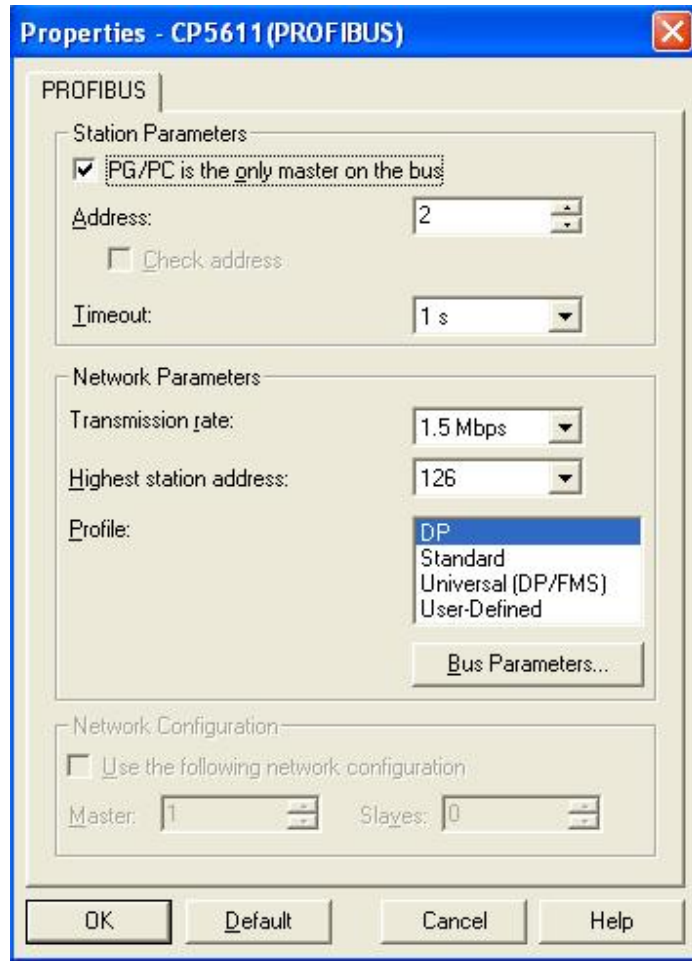 Properties - CP5611(PROFIBUS)
PROFIBUS
Station Parameters
PG/PC is the only master on the bus
Address: 2
Check address
Timeout: 1 s
Network Parameters
Transmission rate: 1.5 Mbps
Highest station address: 126
Profile: DP
Standard
Universal (DP/FMS)
User-Defined
Bus Parameters...
Network Configuration
Use the following network configuration
Master: 1 Slaves: 0
OK Default Cancel Help